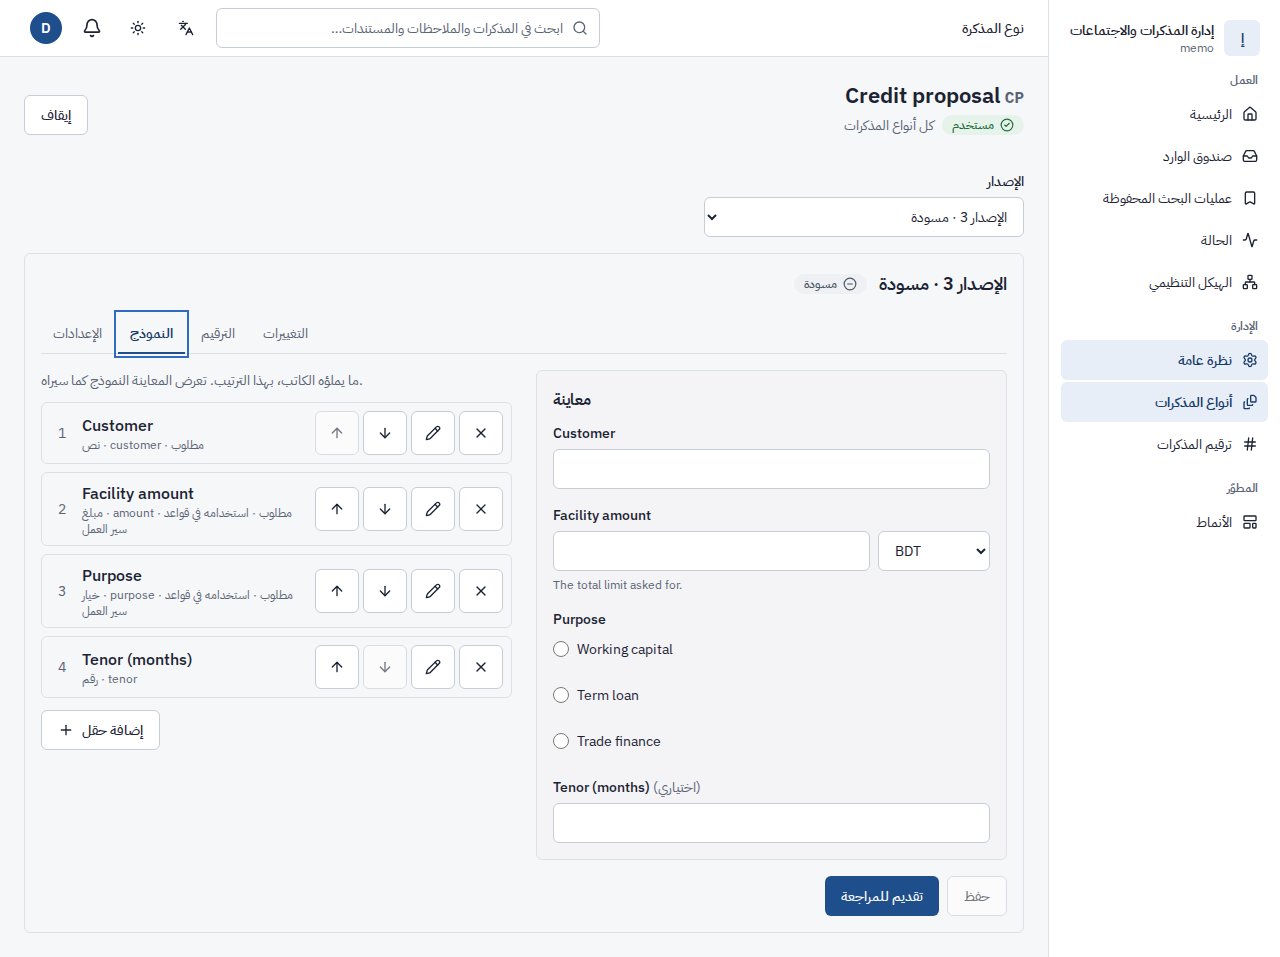 إدارة المذكرات والاجتماعات
memo
إ
العمل
الرئيسية
صندوق الوارد
عمليات البحث المحفوظة
الحالة
الهيكل التنظيمي
الإدارة
نظرة عامة
أنواع المذكرات
ترقيم المذكرات
المطوّر
الأنماط
نوع المذكرة
ابحث في المذكرات والملاحظات والمستندات...
D
Credit proposal CP
مستخدم
كل أنواع المذكرات
إيقاف
الإصدار
الإصدار 3 · مسودة
الإصدار 3 · مسودة
مسودة
التغييرات
الترقيم
النموذج
الإعدادات
ما يملؤه الكاتب، بهذا الترتيب. تعرض المعاينة النموذج كما سيراه.
1
Customer
نص · customer · مطلوب
2
Facility amount
مبلغ · amount · مطلوب · استخدامه في قواعد
سير العمل
3
Purpose
خيار · purpose · مطلوب · استخدامه في قواعد
سير العمل
4
Tenor (months)
رقم · tenor
إضافة حقل
معاينة
Customer
Facility amount
BDT
The total limit asked for.
Purpose
Working capital
Term loan
Trade finance
Tenor (months) (اختياري)
حفظ
تقديم للمراجعة